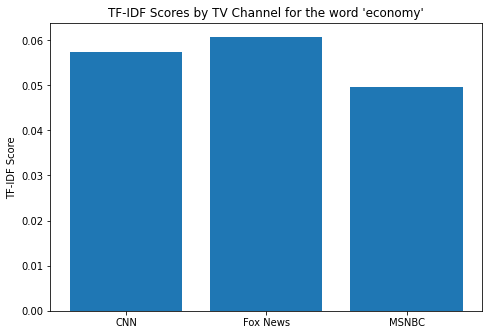 TF-IDF Scores by TV Channel for the word 'economy'
0.06
0.05
0.04
0.03
0.02
0.01
0.00
TF-IDF Score
CNN Fox News MSNBC